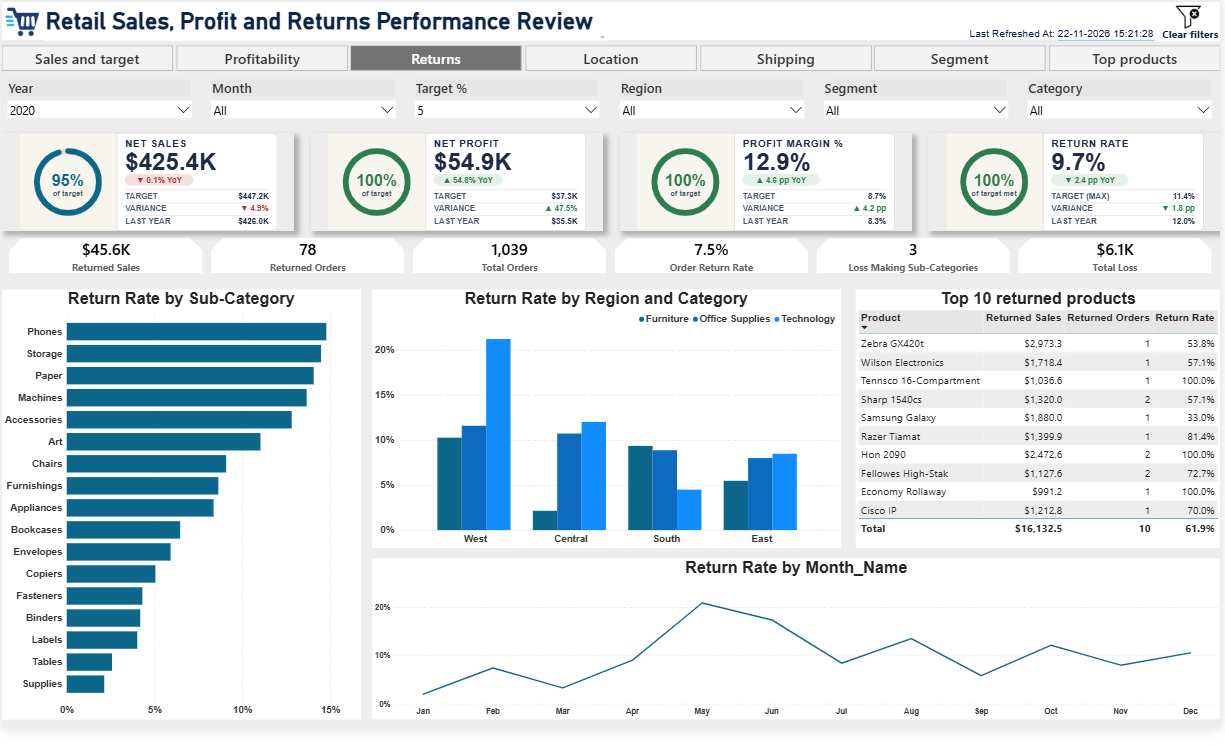 Retail Sales, Profit and Returns Performance Review
Last Refreshed At: 22-11-2026 15:21:28
Clear filters
Sales and target
Profitability
Returns
Location
Shipping
Segment
Top products
Year
Month
Target %
Region
Segment
Category
2020
All
5
All
All
All
95%
of target
NET SALES
$425.4K
▼ 0.1% YoY
TARGET $447.2K
VARIANCE ▼ 4.9%
LAST YEAR $426.0K
100%
of target
NET PROFIT
$54.9K
▲ 54.8% YoY
TARGET $37.3K
VARIANCE ▲ 47.5%
LAST YEAR $35.5K
100%
of target
PROFIT MARGIN %
12.9%
▲ 4.6 pp YoY
TARGET 8.7%
VARIANCE ▲ 4.2 pp
LAST YEAR 8.3%
100%
of target met
RETURN RATE
9.7%
▼ 2.4 pp YoY
TARGET (MAX) 11.4%
VARIANCE ▼ 1.8 pp
LAST YEAR 12.0%
$45.6K
Returned Sales
78
Returned Orders
1,039
Total Orders
7.5%
Order Return Rate
3
Loss Making Sub-Categories
$6.1K
Total Loss
Return Rate by Sub-Category
Phones
Storage
Paper
Machines
Accessories
Art
Chairs
Furnishings
Appliances
Bookcases
Envelopes
Copiers
Fasteners
Binders
Labels
Tables
Supplies
0% 5% 10% 15%
Return Rate by Region and Category
Furniture Office Supplies Technology
20%
15%
10%
5%
0%
West Central South East
Top 10 returned products
Product Returned Sales Returned Orders Return Rate
Zebra GX420t $2,973.3 1 53.8%
Wilson Electronics $1,718.4 1 57.1%
Tennsco 16-Compartment $1,036.6 1 100.0%
Sharp 1540cs $1,320.0 2 57.1%
Samsung Galaxy $1,880.0 1 33.0%
Razer Tiamat $1,399.9 1 81.4%
Hon 2090 $2,472.6 2 100.0%
Fellowes High-Stak $1,127.6 2 72.7%
Economy Rollaway $991.2 1 100.0%
Cisco IP $1,212.8 1 70.0%
Total $16,132.5 10 61.9%
Return Rate by Month_Name
20%
10%
0%
Jan Feb Mar Apr May Jun Jul Aug Sep Oct Nov Dec